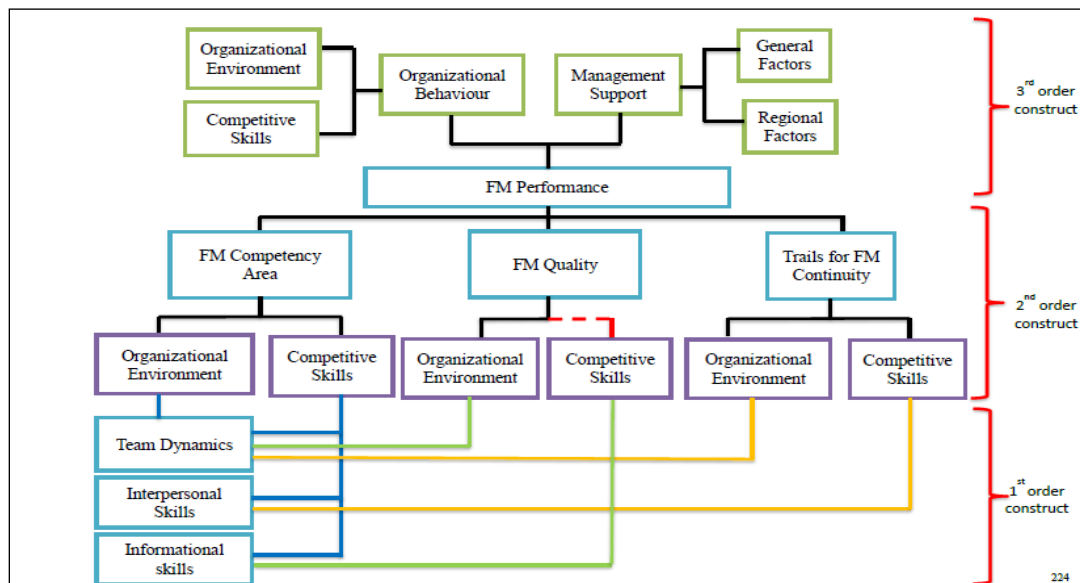 Organizational
Environment
Competitive
Skills
Organizational
Behaviour
Management
Support
General
Factors
Regional
Factors
3rd order
construct
FM Performance
FM Competency
Area
FM Quality
Trails for FM
Continuity
2nd order
construct
Organizational
Environment
Competitive
Skills
Organizational
Environment
Competitive
Skills
Organizational
Environment
Competitive
Skills
Team Dynamics
Interpersonal
Skills
Informational
skills
1st order
construct
224